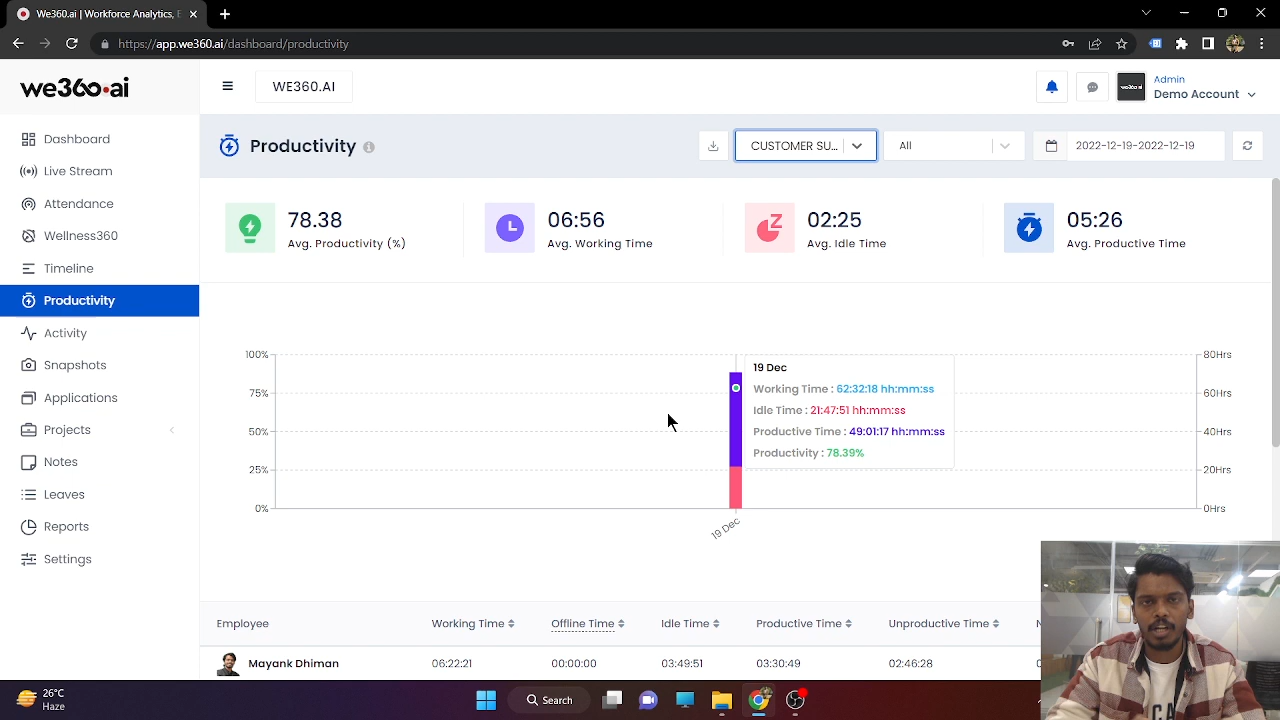 We360.ai | Workforce Analytics, E
https://app.we360.ai/dashboard/productivity
we360.ai
WE360.AI
Admin
Demo Account
Dashboard
Live Stream
Attendance
Wellness360
Timeline
Productivity
Activity
Snapshots
Applications
Projects
Notes
Leaves
Reports
Settings
Productivity
CUSTOMER SU...
All
2022-12-19-2022-12-19
78.38
Avg. Productivity (%)
06:56
Avg. Working Time
02:25
Avg. Idle Time
05:26
Avg. Productive Time
100%
75%
50%
25%
0%
80Hrs
60Hrs
40Hrs
20Hrs
0Hrs
19 Dec
Working Time : 62:32:18 hh:mm:ss
Idle Time : 21:47:51 hh:mm:ss
Productive Time : 49:01:17 hh:mm:ss
Productivity : 78.39%
19 Dec
Employee Working Time Offline Time Idle Time Productive Time Unproductive Time N
Mayank Dhiman 06:22:21 00:00:00 03:49:51 03:30:49 02:46:28
26°C
Haze
Search